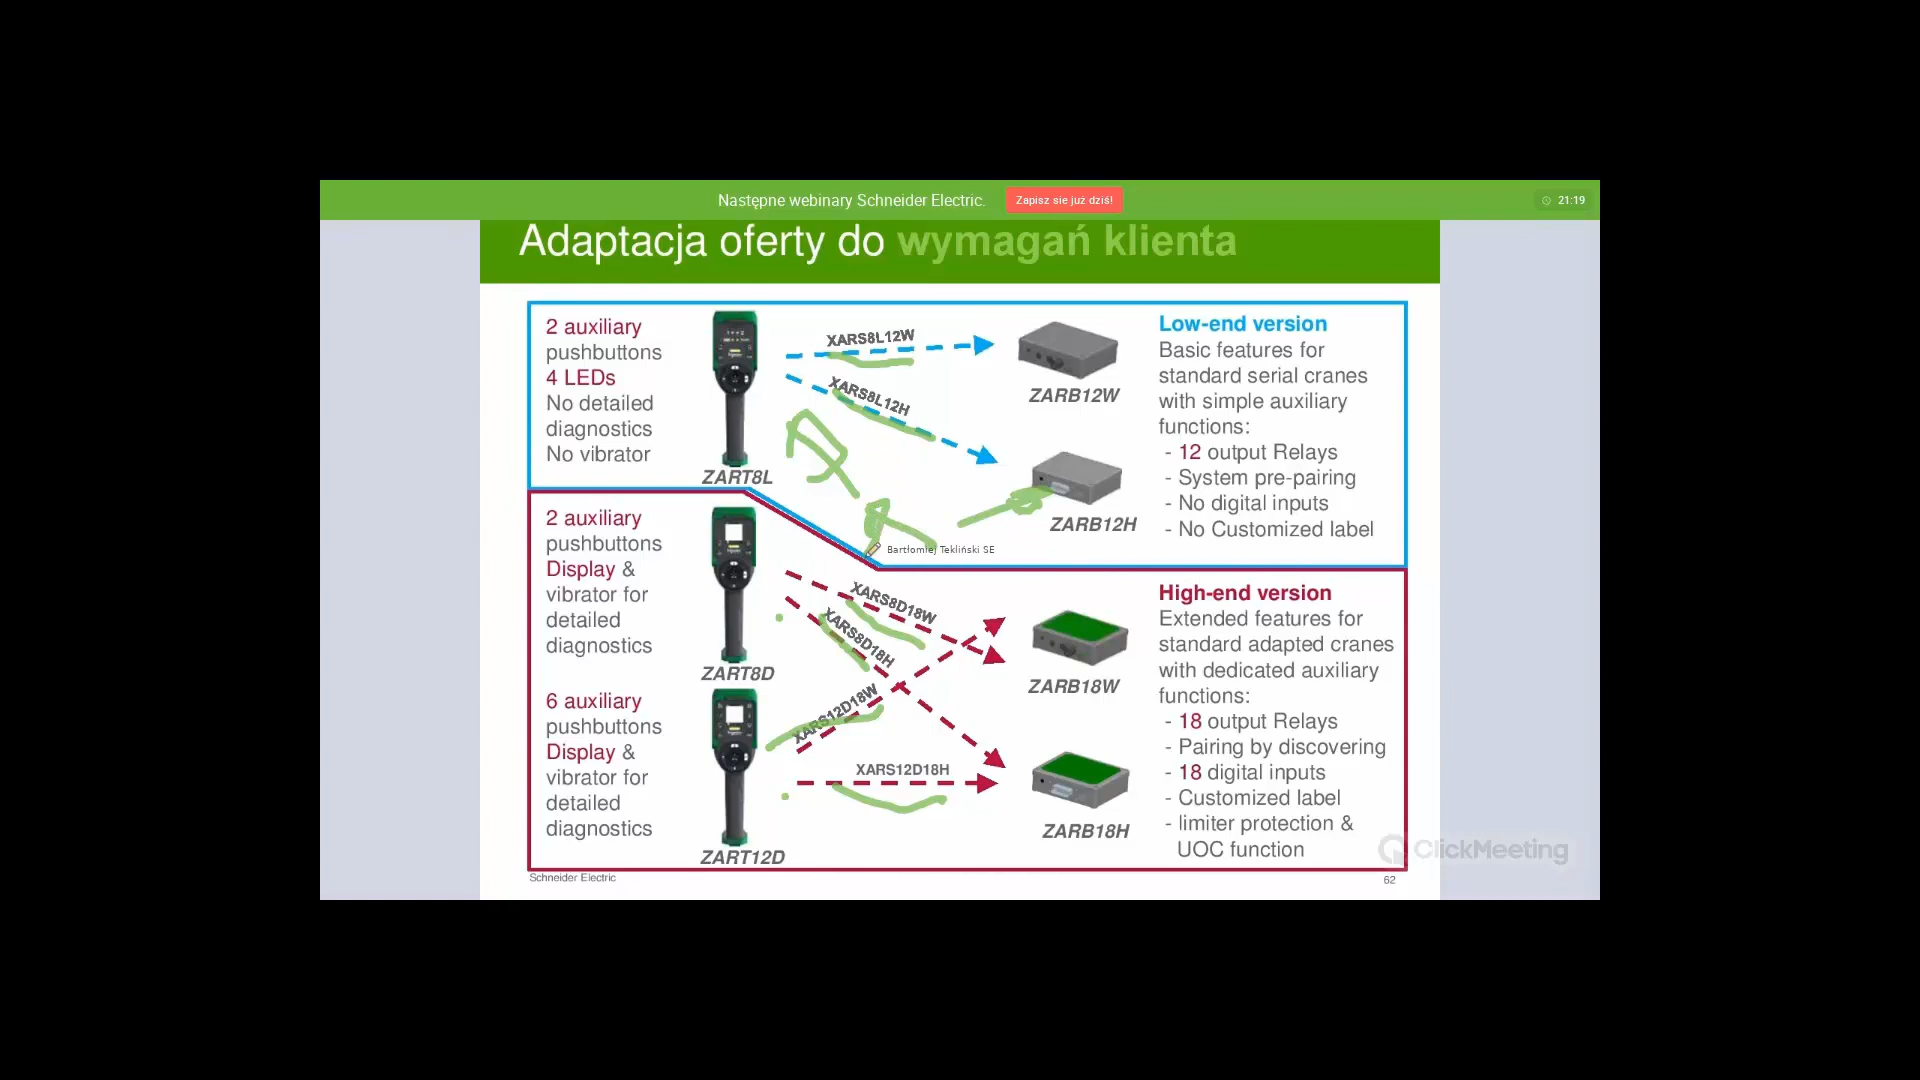 Następne webinary Schneider Electric.
Zapisz sie już dziś!
21:19
Adaptacja oferty do wymagań klienta
2 auxiliary
pushbuttons
4 LEDs
No detailed
diagnostics
No vibrator
ZART8L
XARS8L12W
XARS8L12H
ZARB12W
ZARB12H
Low-end version
Basic features for
standard serial cranes
with simple auxiliary
functions:
- 12 output Relays
- System pre-pairing
- No digital inputs
- No Customized label
Bartłomiej Tekliński SE
2 auxiliary
pushbuttons
Display &
vibrator for
detailed
diagnostics
ZART8D
6 auxiliary
pushbuttons
Display &
vibrator for
detailed
diagnostics
ZART12D
XARS8D18W
XARS8D18H
XARS12D18W
XARS12D18H
ZARB18W
ZARB18H
High-end version
Extended features for
standard adapted cranes
with dedicated auxiliary
functions:
- 18 output Relays
- Pairing by discovering
- 18 digital inputs
- Customized label
- limiter protection &
UOC function
ClickMeeting
Schneider Electric
62